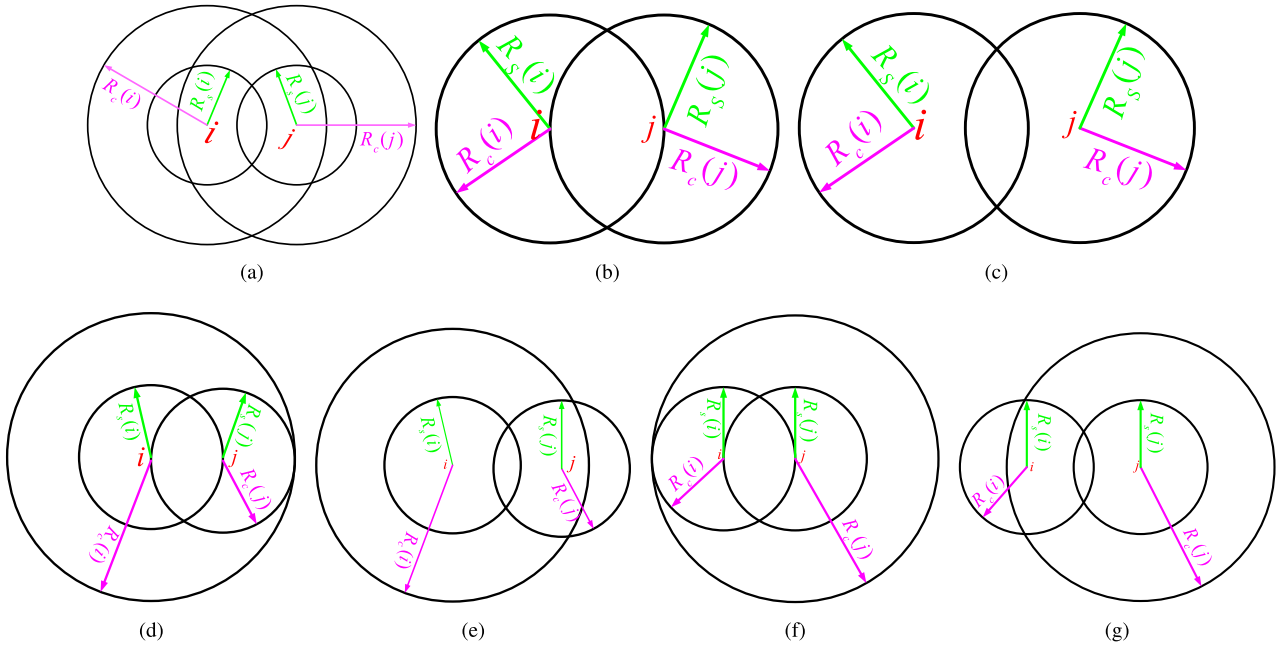 R_c(i) R_s(i) i R_s(j) j R_c(j)
(a)
R_s(i) R_c(i) i j R_s(j) R_c(j)
(b)
R_s(i) R_c(i) i j R_s(j) R_c(j)
(c)
R_s(i) i R_c(i) R_s(j) j R_c(j)
(d)
R_s(i) i R_c(i) R_s(j) j R_c(j)
(e)
R_s(i) i R_c(i) R_s(j) j R_c(j)
(f)
R_s(i) i R_c(i) R_s(j) j R_c(j)
(g)